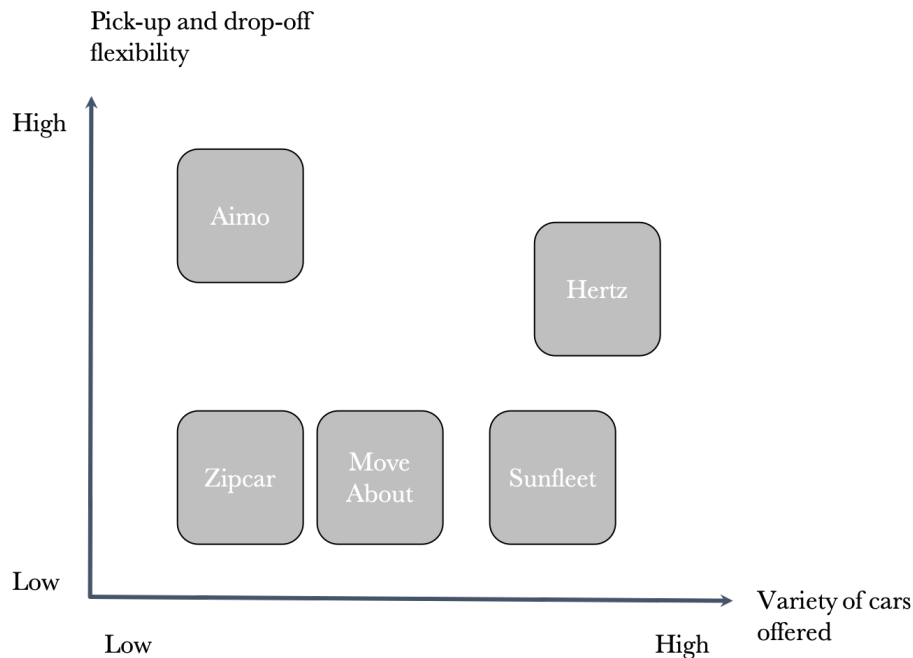 Pick-up and drop-off
flexibility
High
Aimo
Hertz
Zipcar
Move
About
Sunfleet
Low
Variety of cars
offered
Low
High